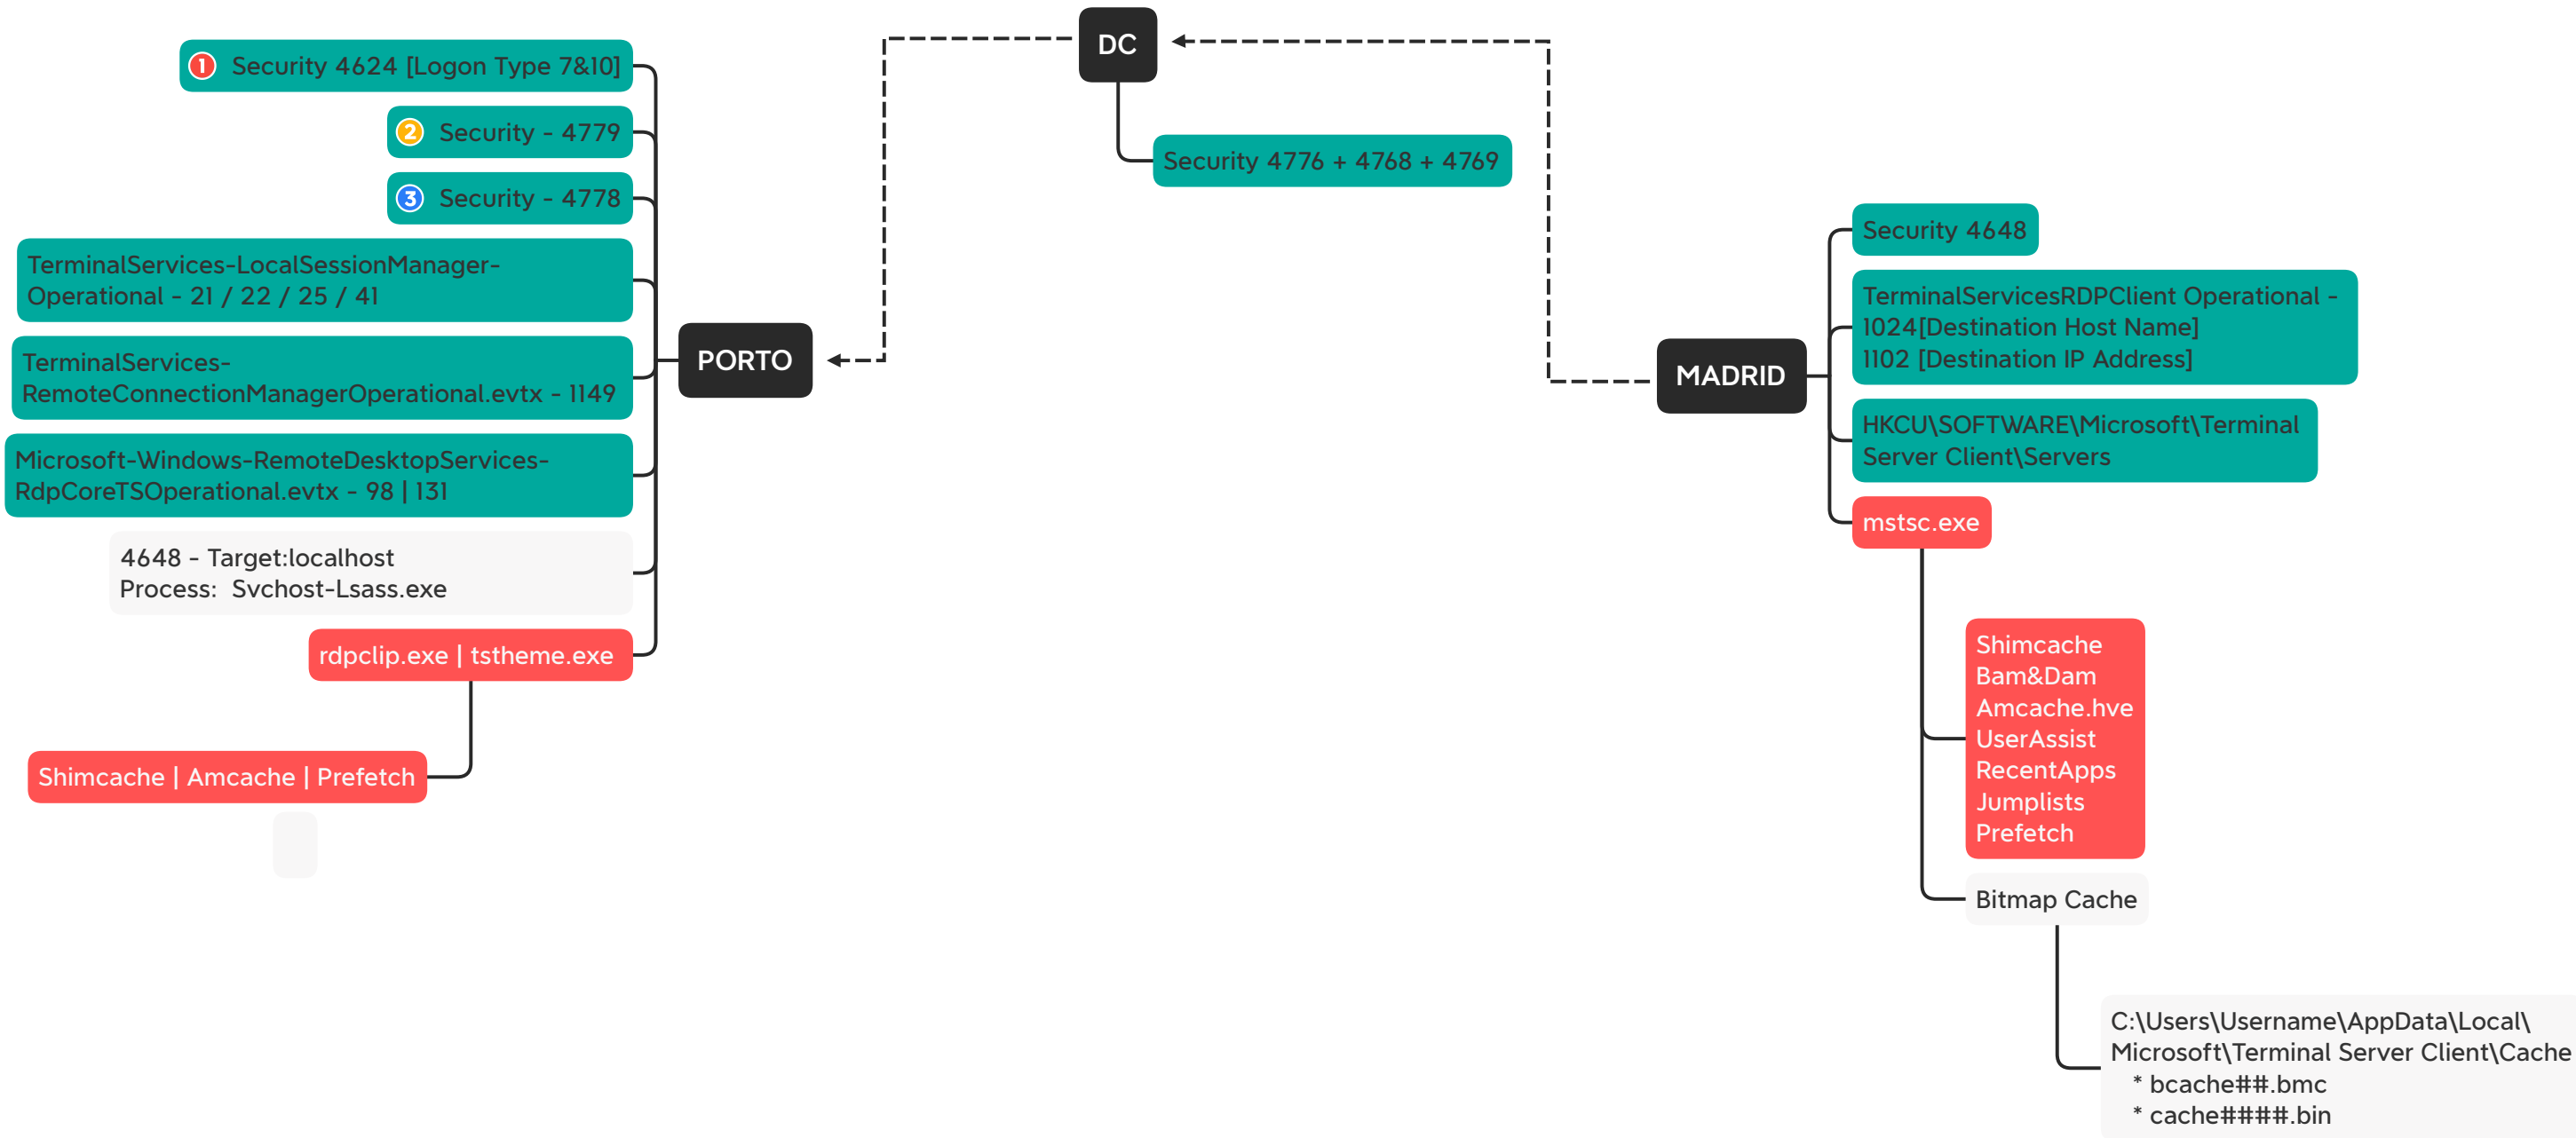 DC
Security 4776 + 4768 + 4769
1 Security 4624 [Logon Type 7&10]
2 Security - 4779
3 Security - 4778
TerminalServices-LocalSessionManager-
Operational - 21 / 22 / 25 / 41
TerminalServices-
RemoteConnectionManagerOperational.evtx - 1149
Microsoft-Windows-RemoteDesktopServices-
RdpCoreTSOperational.evtx - 98 | 131
4648 - Target:localhost
Process:  Svchost-Lsass.exe
rdpclip.exe | tstheme.exe
Shimcache | Amcache | Prefetch
PORTO
MADRID
Security 4648
TerminalServicesRDPClient Operational -
1024[Destination Host Name]
1102 [Destination IP Address]
HKCU\SOFTWARE\Microsoft\Terminal
Server Client\Servers
mstsc.exe
Shimcache
Bam&Dam
Amcache.hve
UserAssist
RecentApps
Jumplists
Prefetch
Bitmap Cache
C:\Users\Username\AppData\Local\
Microsoft\Terminal Server Client\Cache
* bcache##.bmc
* cache####.bin